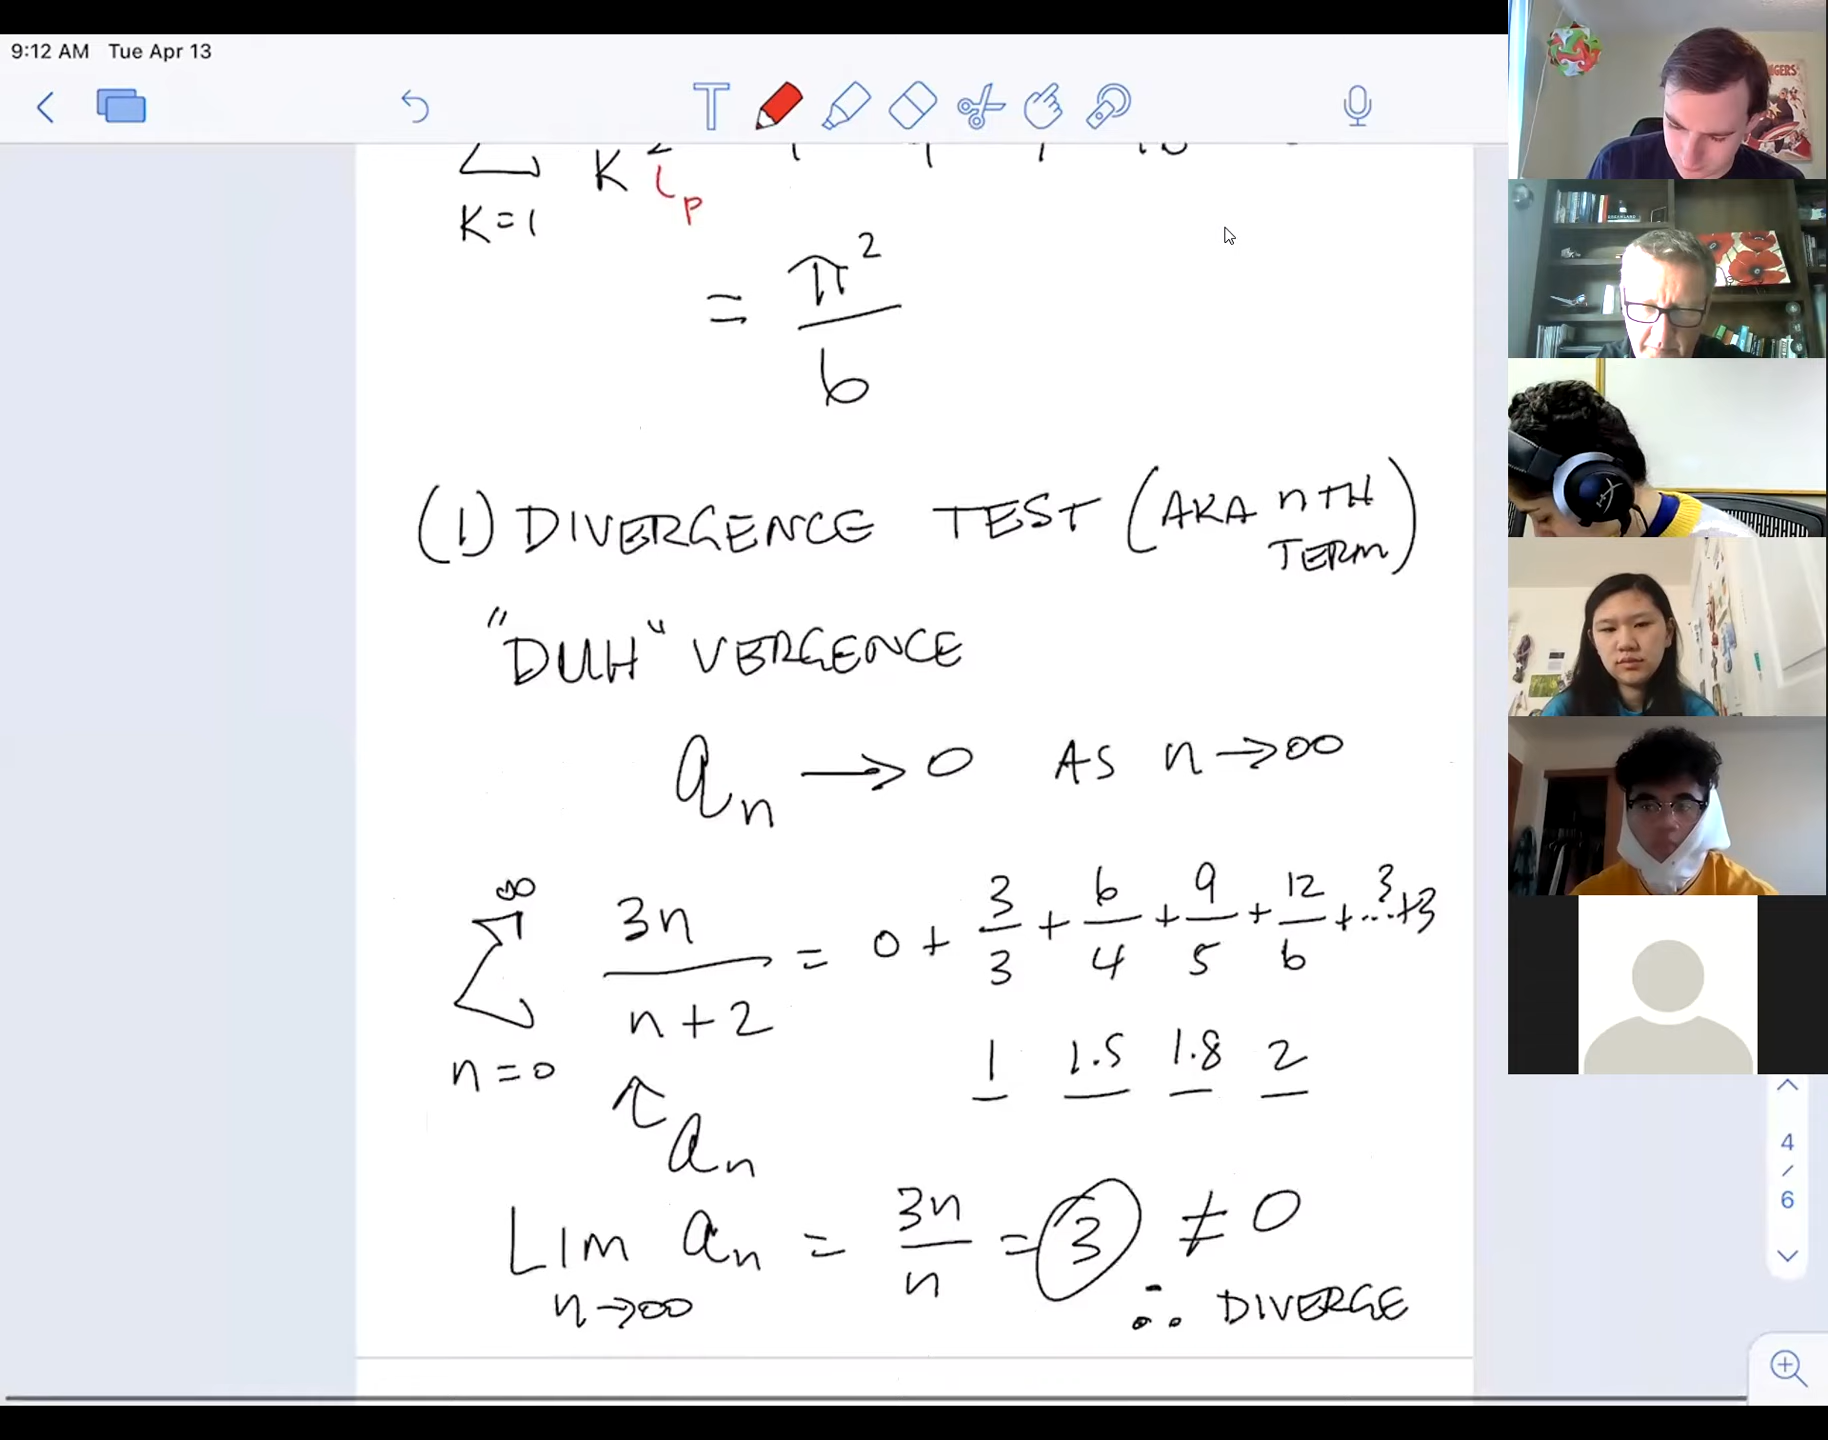 9:12 AM Tue Apr 13
K
p
K=1
= π²/6
(1) DIVERGENCE TEST (AKA nTH TERM)
"DUH" VERGENCE
aₙ → 0 AS n → ∞
∞
Σ 3n/(n+2) = 0 + 3/3 + 6/4 + 9/5 + 12/6 + ... 3 + 3
n=0
1 1.5 1.8 2
aₙ
LIM aₙ = 3n/n = 3 ≠ 0
n→∞ ∴ DIVERGE
4
/
6
GERS